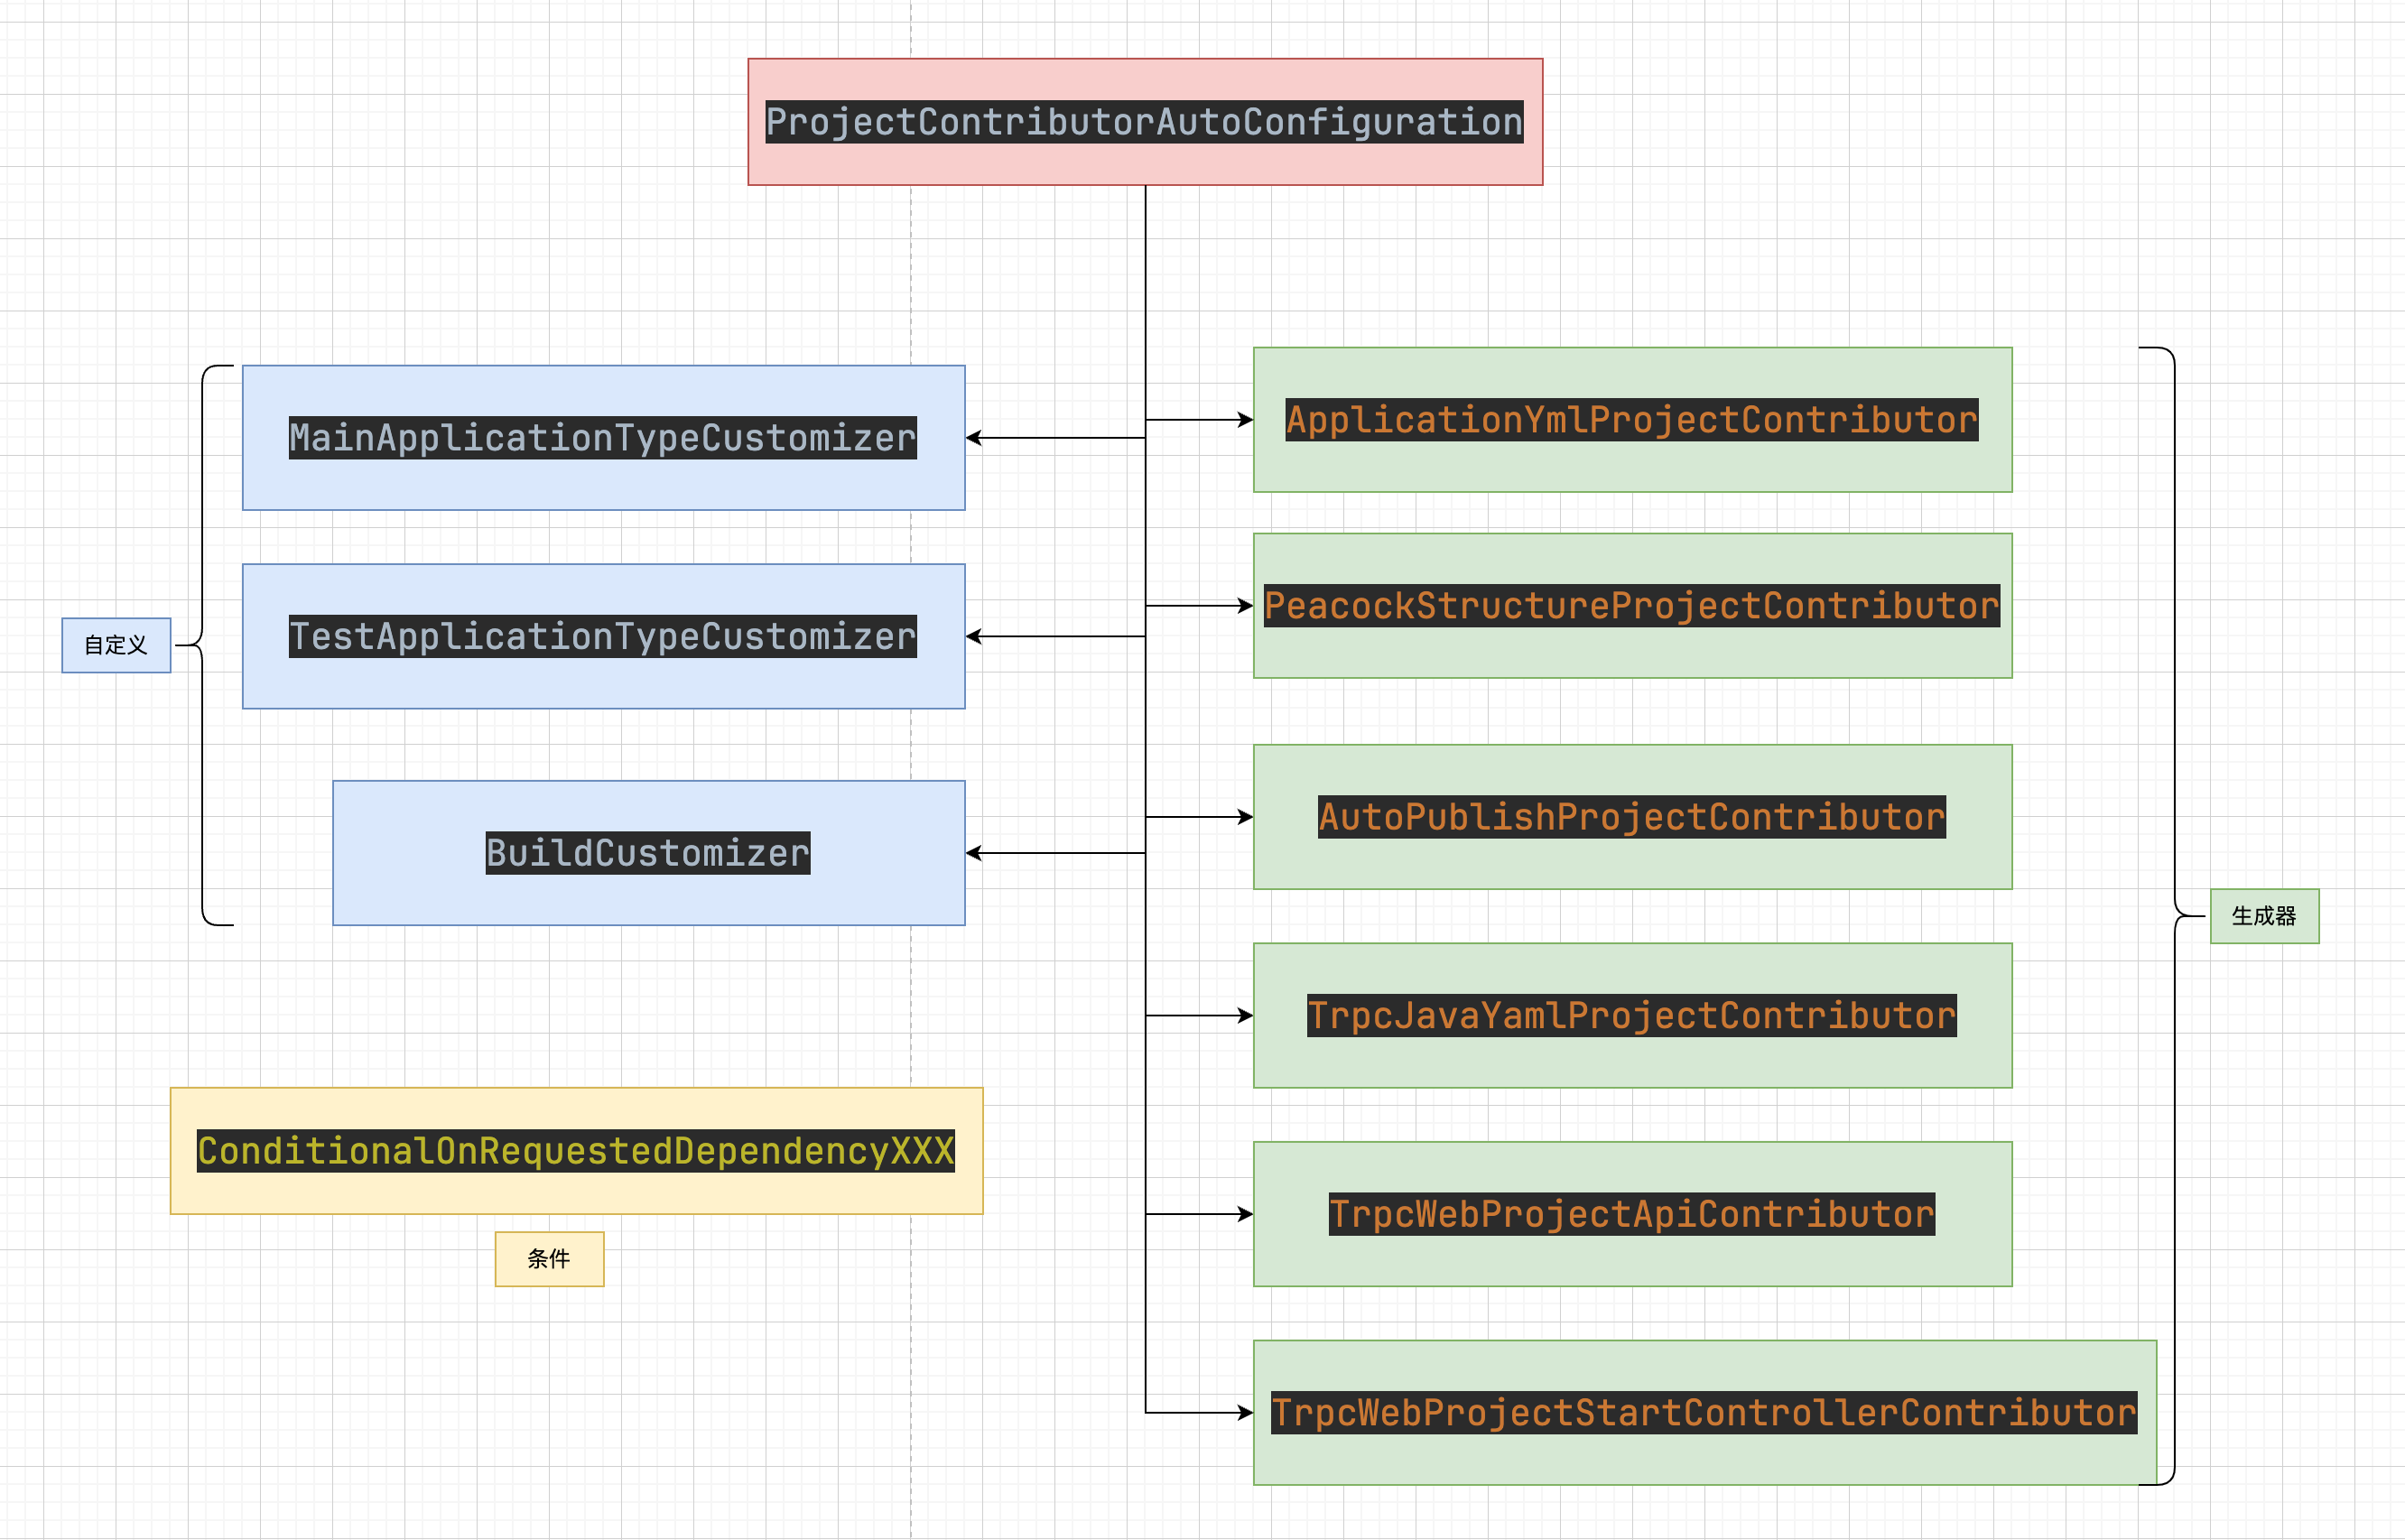 ProjectContributorAutoConfiguration
自定义
MainApplicationTypeCustomizer
TestApplicationTypeCustomizer
BuildCustomizer
ConditionalOnRequestedDependencyXXX
条件
ApplicationYmlProjectContributor
PeacockStructureProjectContributor
AutoPublishProjectContributor
TrpcJavaYamlProjectContributor
TrpcWebProjectApiContributor
TrpcWebProjectStartControllerContributor
生成器